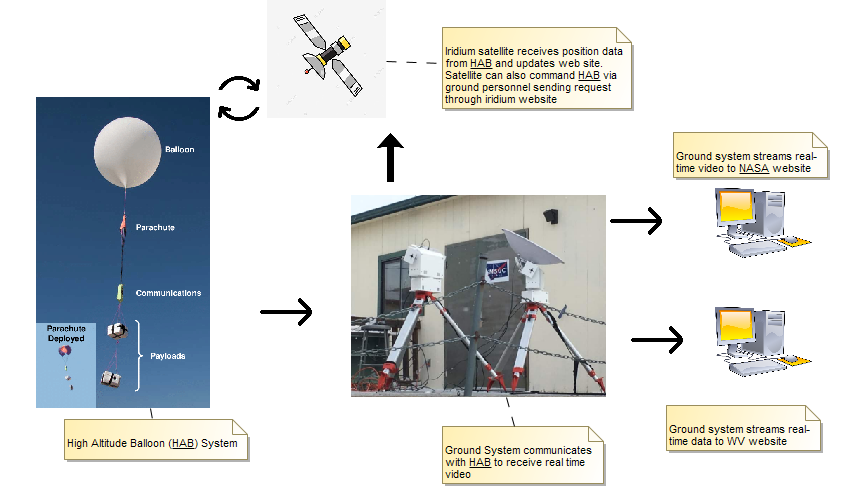 Iridium satellite receives position data
from HAB and updates web site.
Satellite can also command HAB via
ground personnel sending request
through iridium website
Balloon
Parachute
Communications
Payloads
Parachute
Deployed
High Altitude Balloon (HAB) System
Ground System communicates
with HAB to receive real time
video
Ground system streams real-
time video to NASA website
Ground system streams real-
time data to WV website